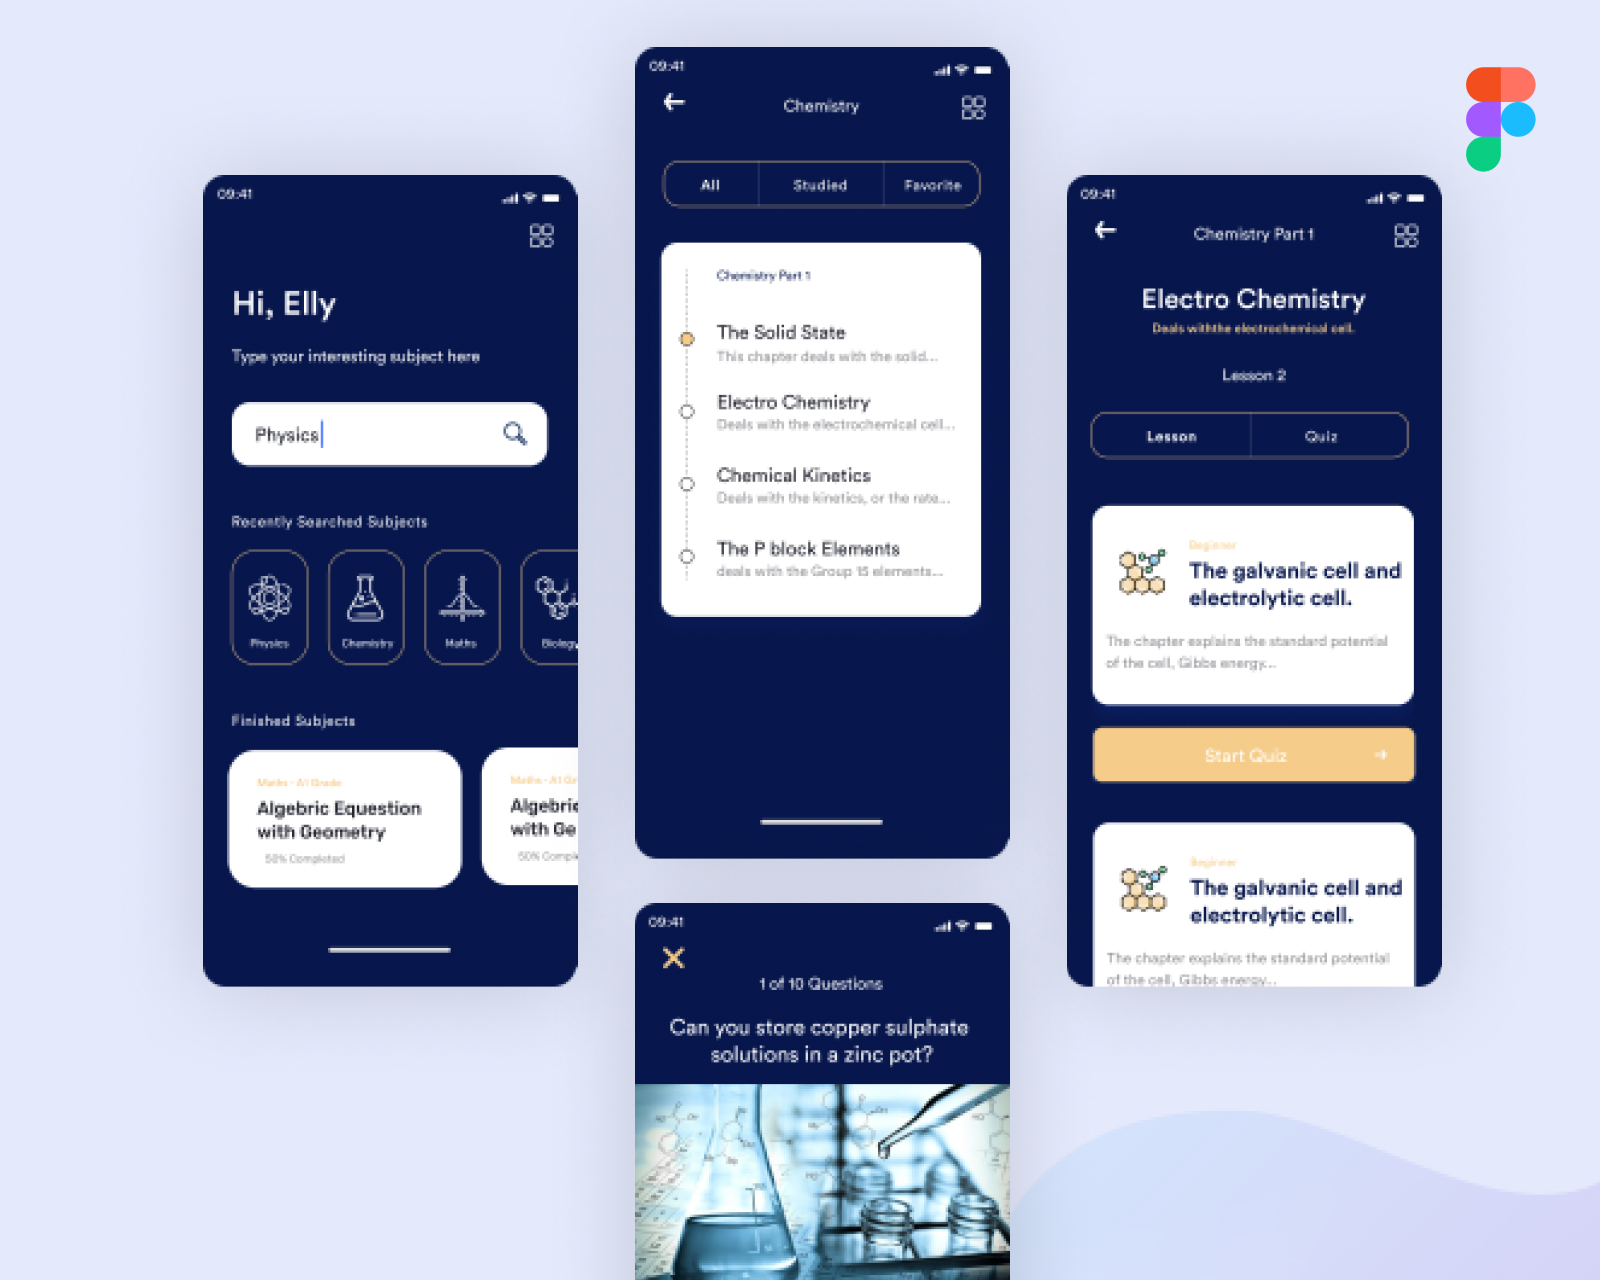 09:41
Hi, Elly
Type your interesting subject here
Physics
Recently Searched Subjects
Physics
Chemistry
Maths
Biology
Finished Subjects
Maths - A1 Grade
Algebric Equestion
with Geometry
50% Completed
Maths - A1 Gr
Algebric
with Ge
50% Comple
09:41
Chemistry
All
Studied
Favorite
Chemistry Part 1
The Solid State
This chapter deals with the solid...
Electro Chemistry
Deals with the electrochemical cell...
Chemical Kinetics
Deals with the kinetics, or the rate...
The P block Elements
deals with the Group 15 elements...
09:41
1 of 10 Questions
Can you store copper sulphate
solutions in a zinc pot?
09:41
Chemistry Part 1
Electro Chemistry
Deals withthe electrochemical cell.
Lesson 2
Lesson
Quiz
Beginner
The galvanic cell and
electrolytic cell.
The chapter explains the standard potential
of the cell, Gibbs energy...
Start Quiz
Beginner
The galvanic cell and
electrolytic cell.
The chapter explains the standard potential
of the cell, Gibbs energy...